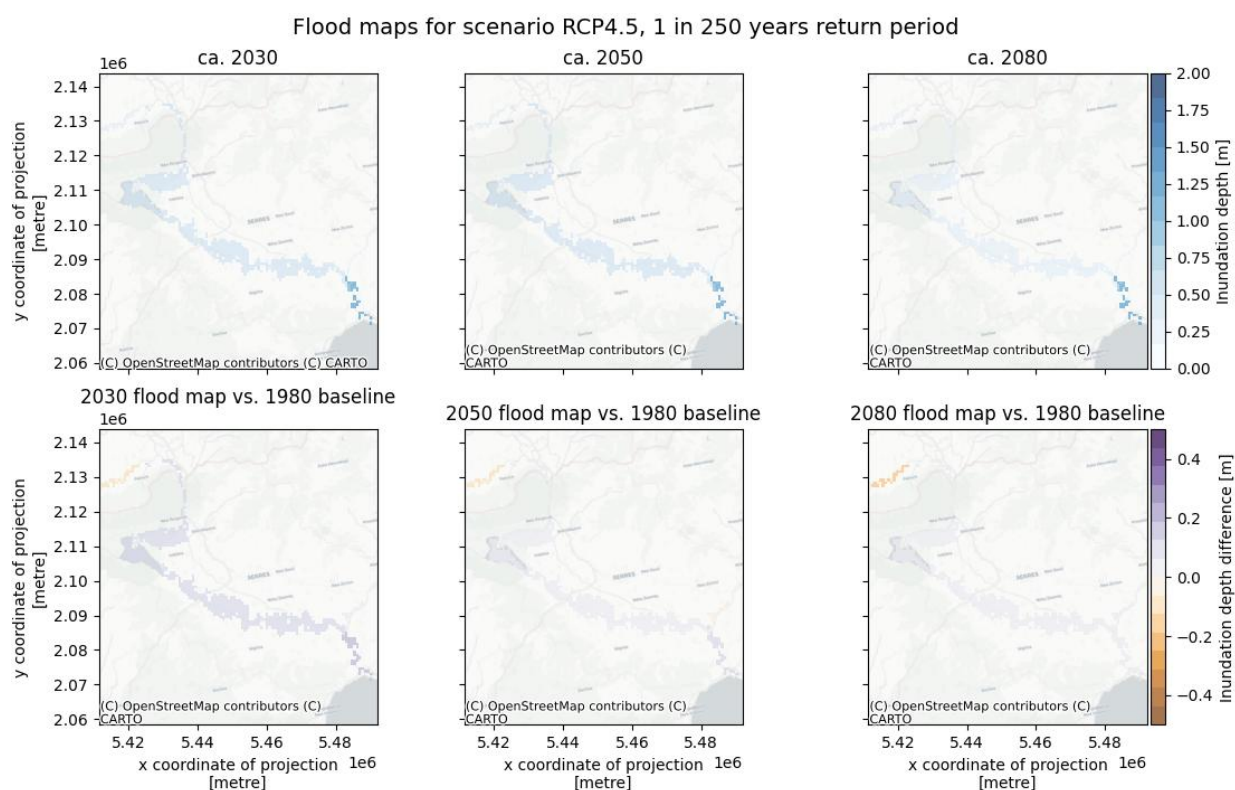 Flood maps for scenario RCP4.5, 1 in 250 years return period
ca. 2030
ca. 2050
ca. 2080
1e6
2.14
2.13
2.12
2.11
2.10
2.09
2.08
2.07
2.06
y coordinate of projection
[metre]
SERRES
(C) OpenStreetMap contributors (C) CARTO
SERRES
(C) OpenStreetMap contributors (C)
CARTO
SERRES
(C) OpenStreetMap contributors (C)
CARTO
2.00
1.75
1.50
1.25
1.00
0.75
0.50
0.25
0.00
Inundation depth [m]
2030 flood map vs. 1980 baseline
2050 flood map vs. 1980 baseline
2080 flood map vs. 1980 baseline
1e6
2.14
2.13
2.12
2.11
2.10
2.09
2.08
2.07
2.06
y coordinate of projection
[metre]
SERRES
(C) OpenStreetMap contributors (C)
CARTO
SERRES
(C) OpenStreetMap contributors (C)
CARTO
SERRES
(C) OpenStreetMap contributors (C)
CARTO
0.4
0.2
0.0
−0.2
−0.4
Inundation depth difference [m]
5.42 5.44 5.46 5.48
x coordinate of projection 1e6
[metre]
5.42 5.44 5.46 5.48
x coordinate of projection 1e6
[metre]
5.42 5.44 5.46 5.48
x coordinate of projection 1e6
[metre]